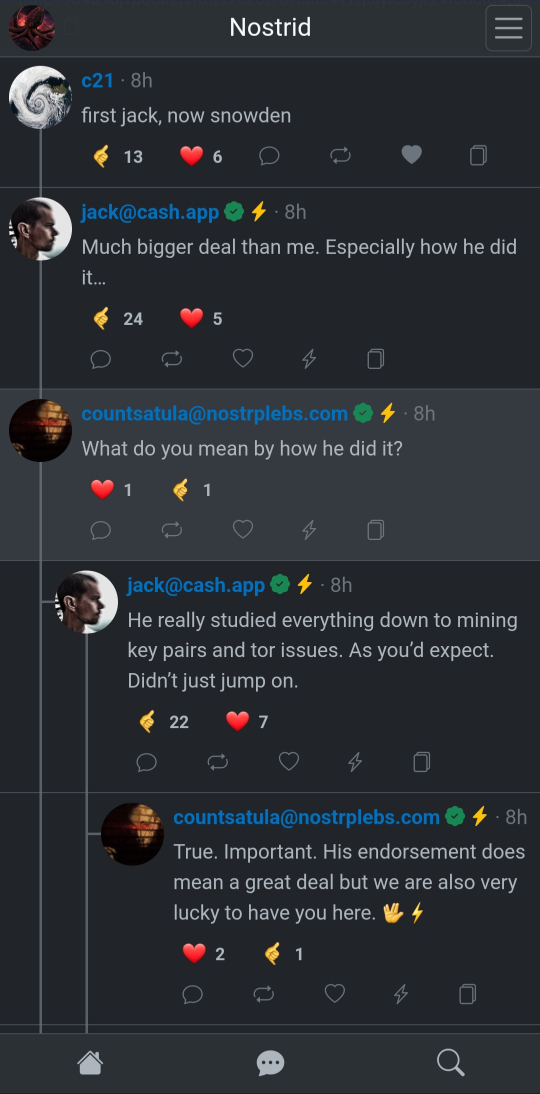 Nostrid
c21 · 8h
first jack, now snowden
🤙 13 ❤️ 6
jack@cash.app ⚡ · 8h
Much bigger deal than me. Especially how he did
it…
🤙 24 ❤️ 5
countsatula@nostrplebs.com ⚡ · 8h
What do you mean by how he did it?
❤️ 1 🤙 1
jack@cash.app ⚡ · 8h
He really studied everything down to mining
key pairs and tor issues. As you’d expect.
Didn’t just jump on.
🤙 22 ❤️ 7
countsatula@nostrplebs.com ⚡ · 8h
True. Important. His endorsement does
mean a great deal but we are also very
lucky to have you here. 🖖⚡
❤️ 2 🤙 1